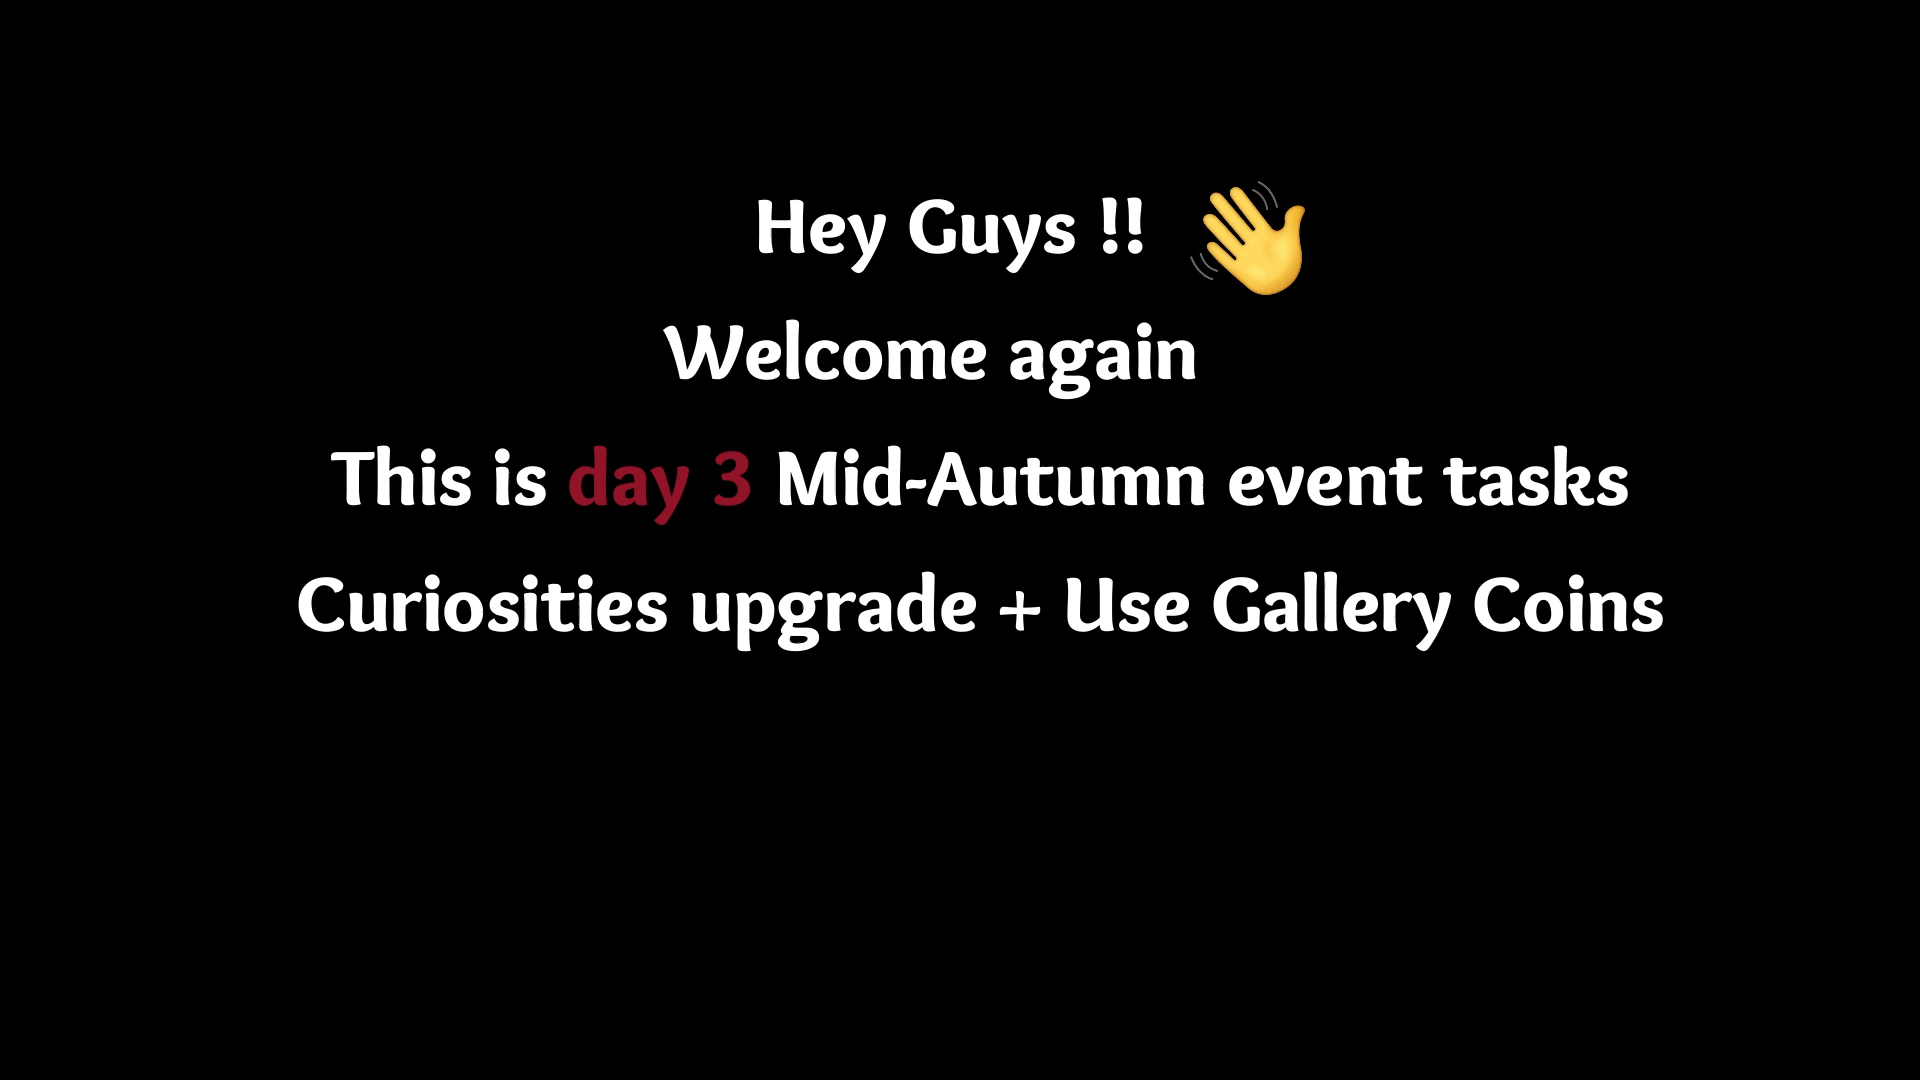 Hey Guys !! 👋
Welcome again
This is day 3 Mid-Autumn event tasks
Curiosities upgrade + Use Gallery Coins